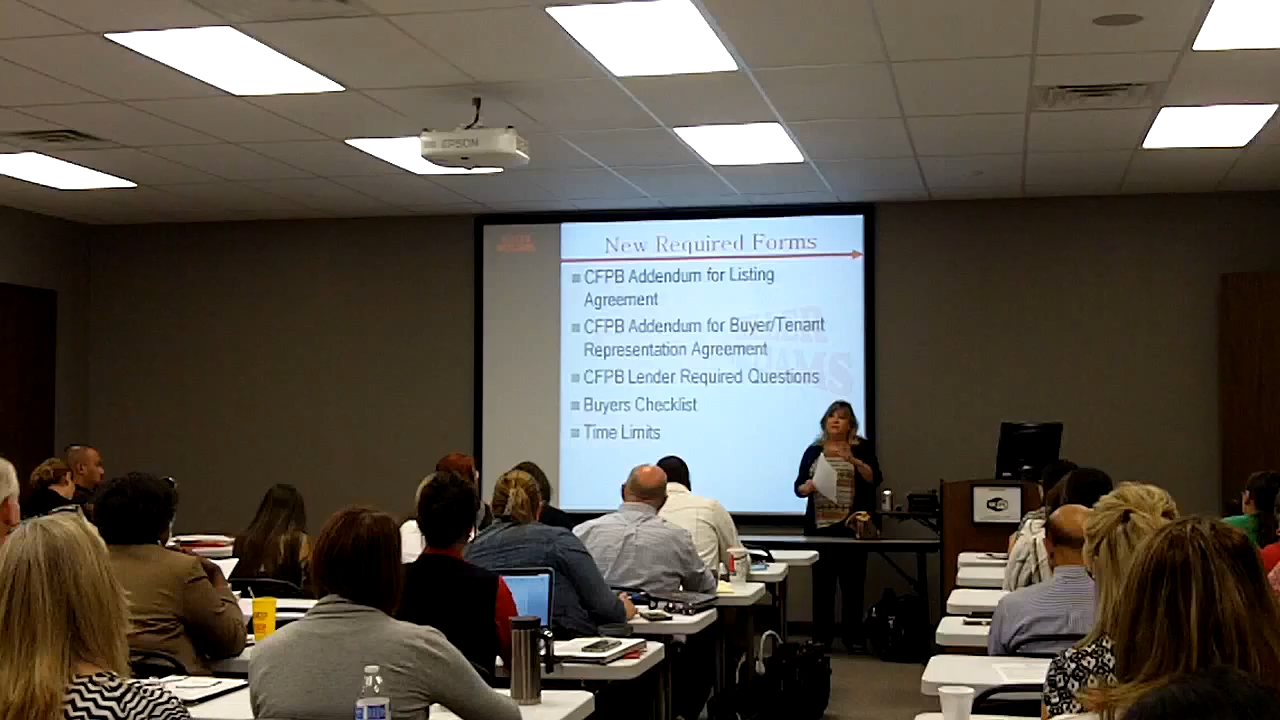 EPSON
New Required Forms
CFPB Addendum for Listing
Agreement
CFPB Addendum for Buyer/Tenant
Representation Agreement
CFPB Lender Required Questions
Buyers Checklist
Time Limits